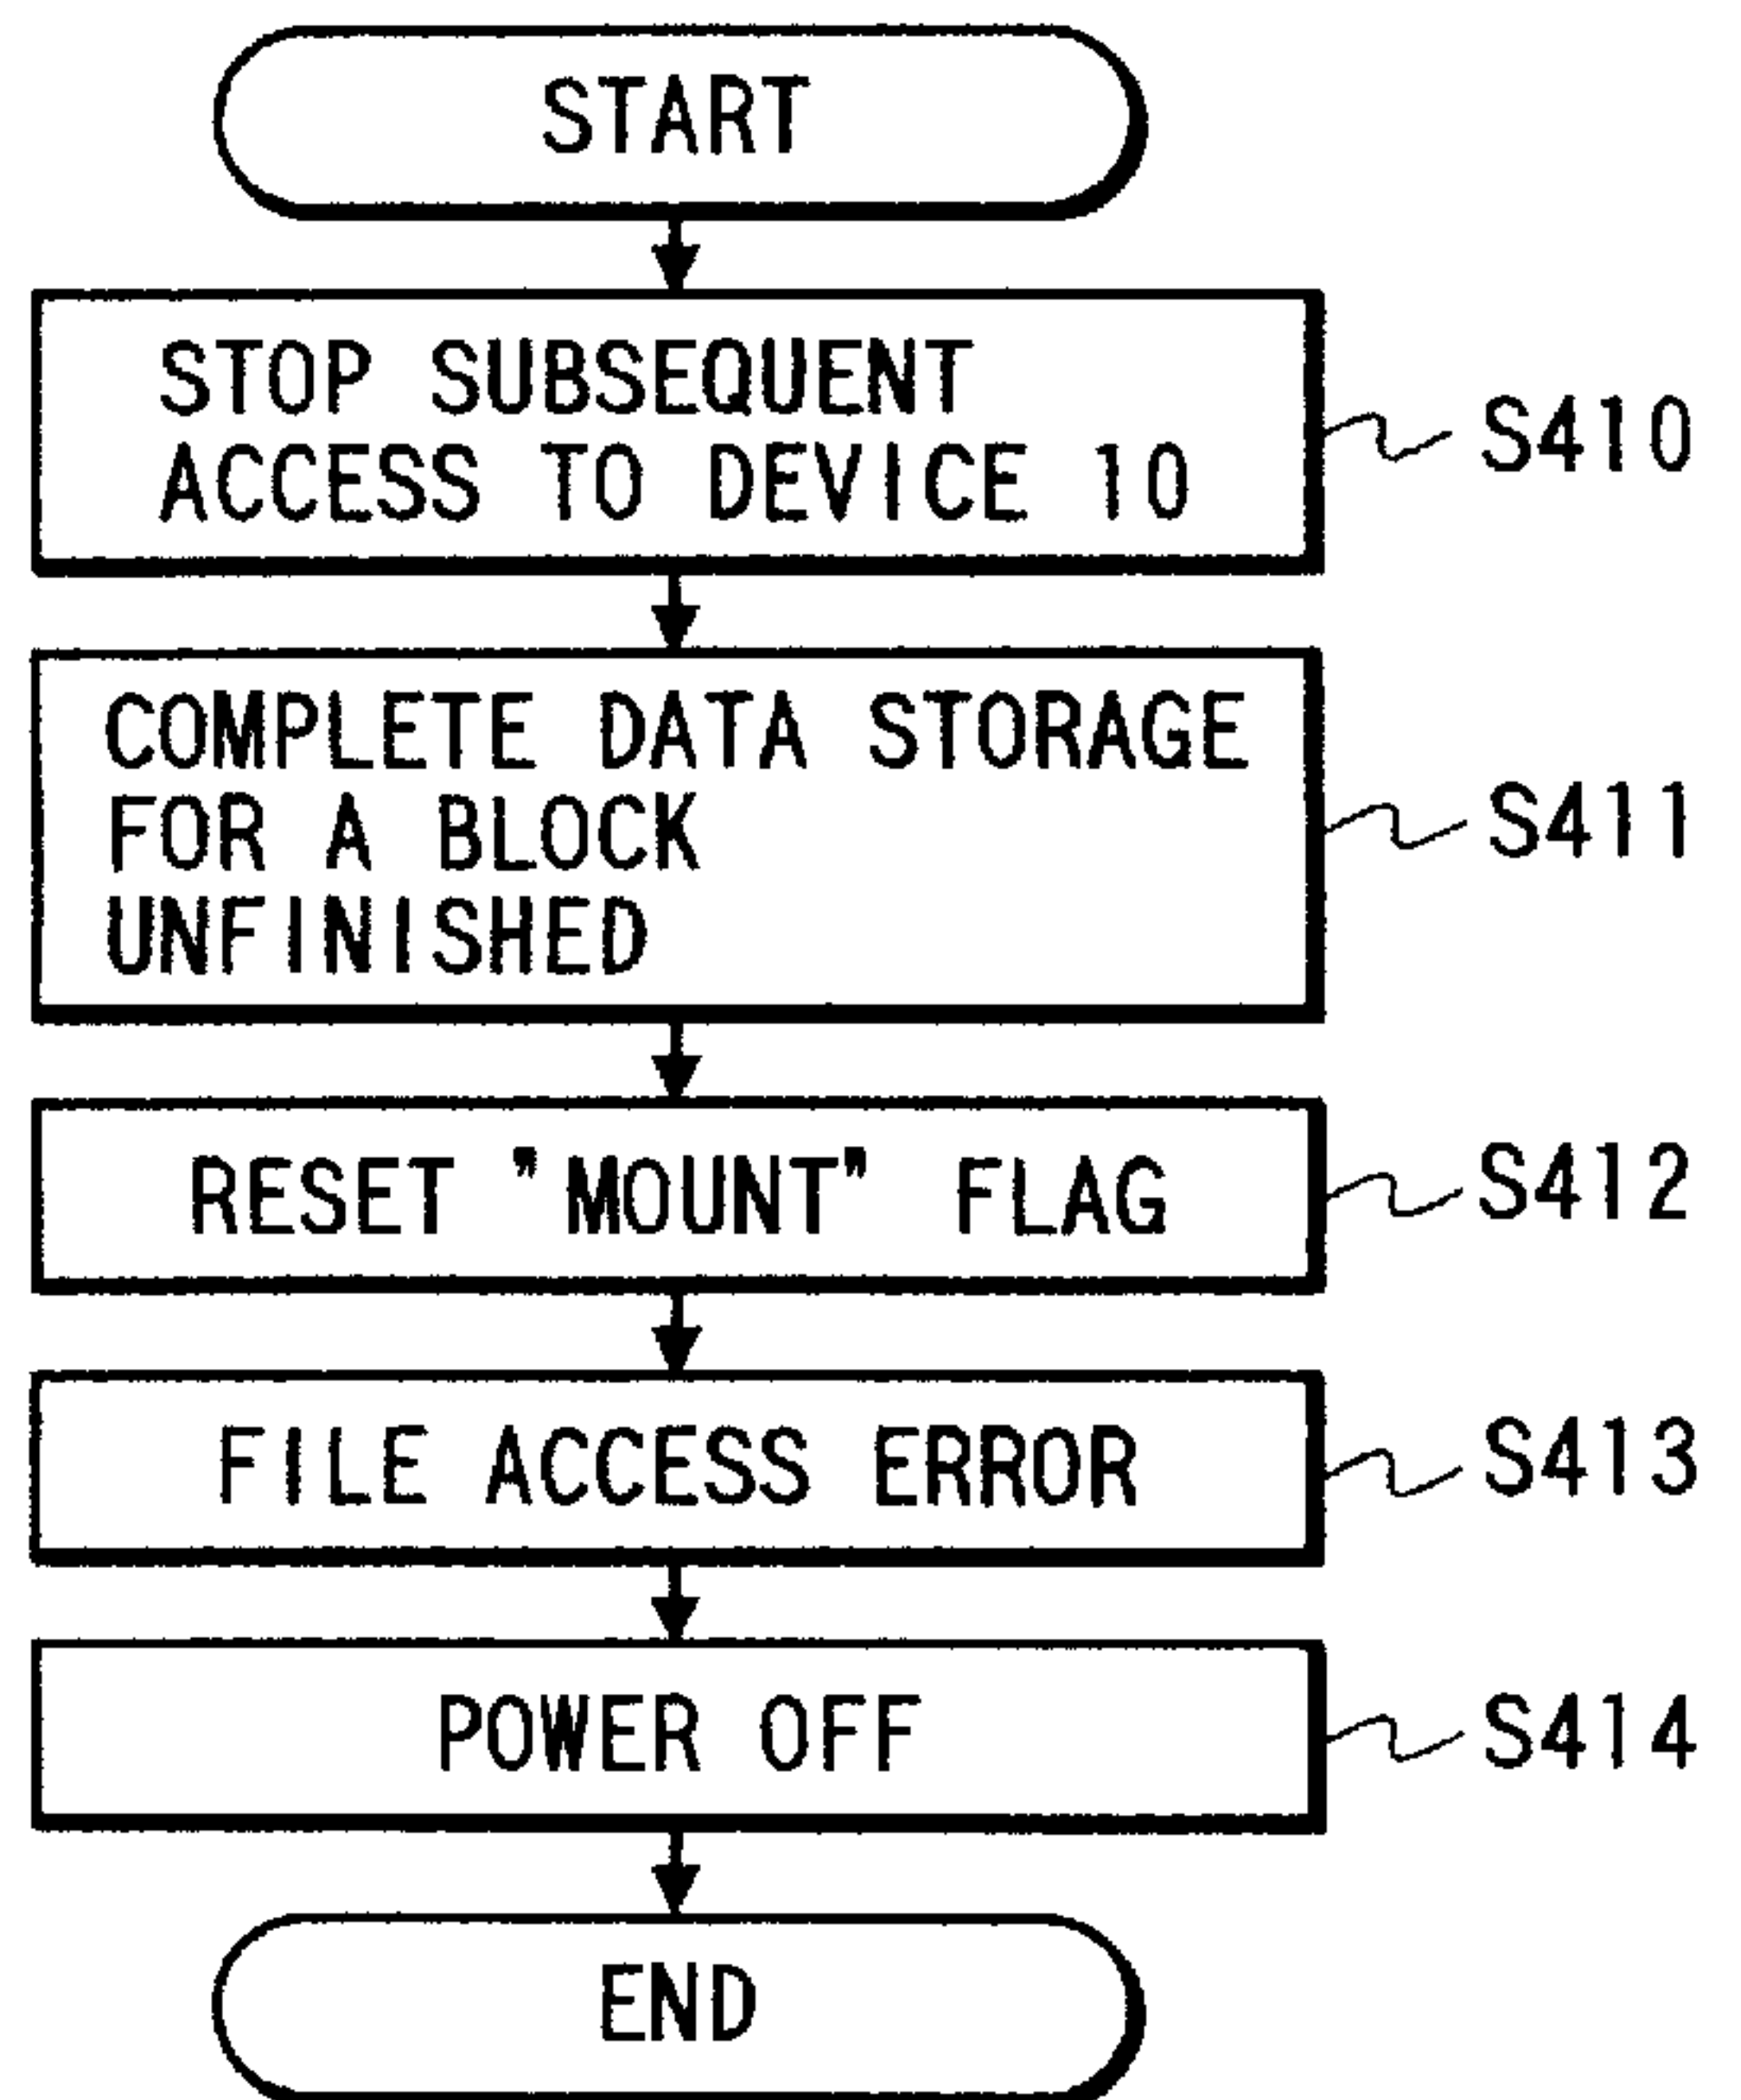 START
STOP SUBSEQUENT
ACCESS TO DEVICE 10
S410
COMPLETE DATA STORAGE
FOR A BLOCK
UNFINISHED
S411
RESET "MOUNT" FLAG
S412
FILE ACCESS ERROR
S413
POWER OFF
S414
END